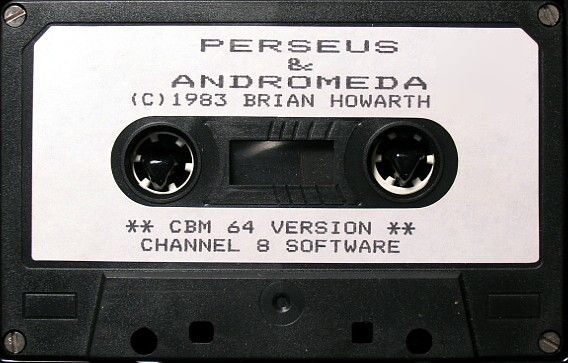 PERSEUS
&
ANDROMEDA
(C)1983 BRIAN HOWARTH
** CBM 64 VERSION **
CHANNEL 8 SOFTWARE